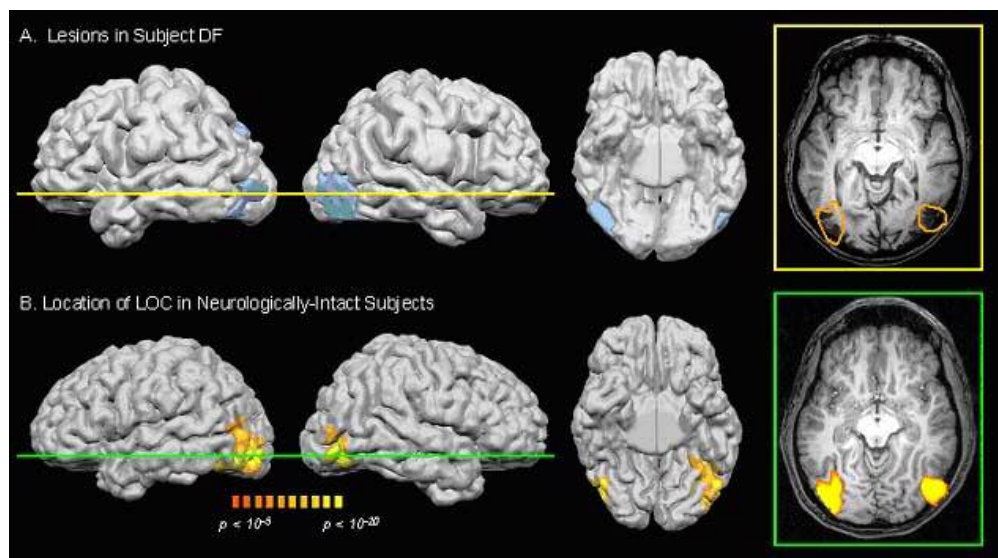 A. Lesions in Subject DF
B. Location of LOC in Neurologically-Intact Subjects
p < 10⁻⁵ p < 10⁻²⁰